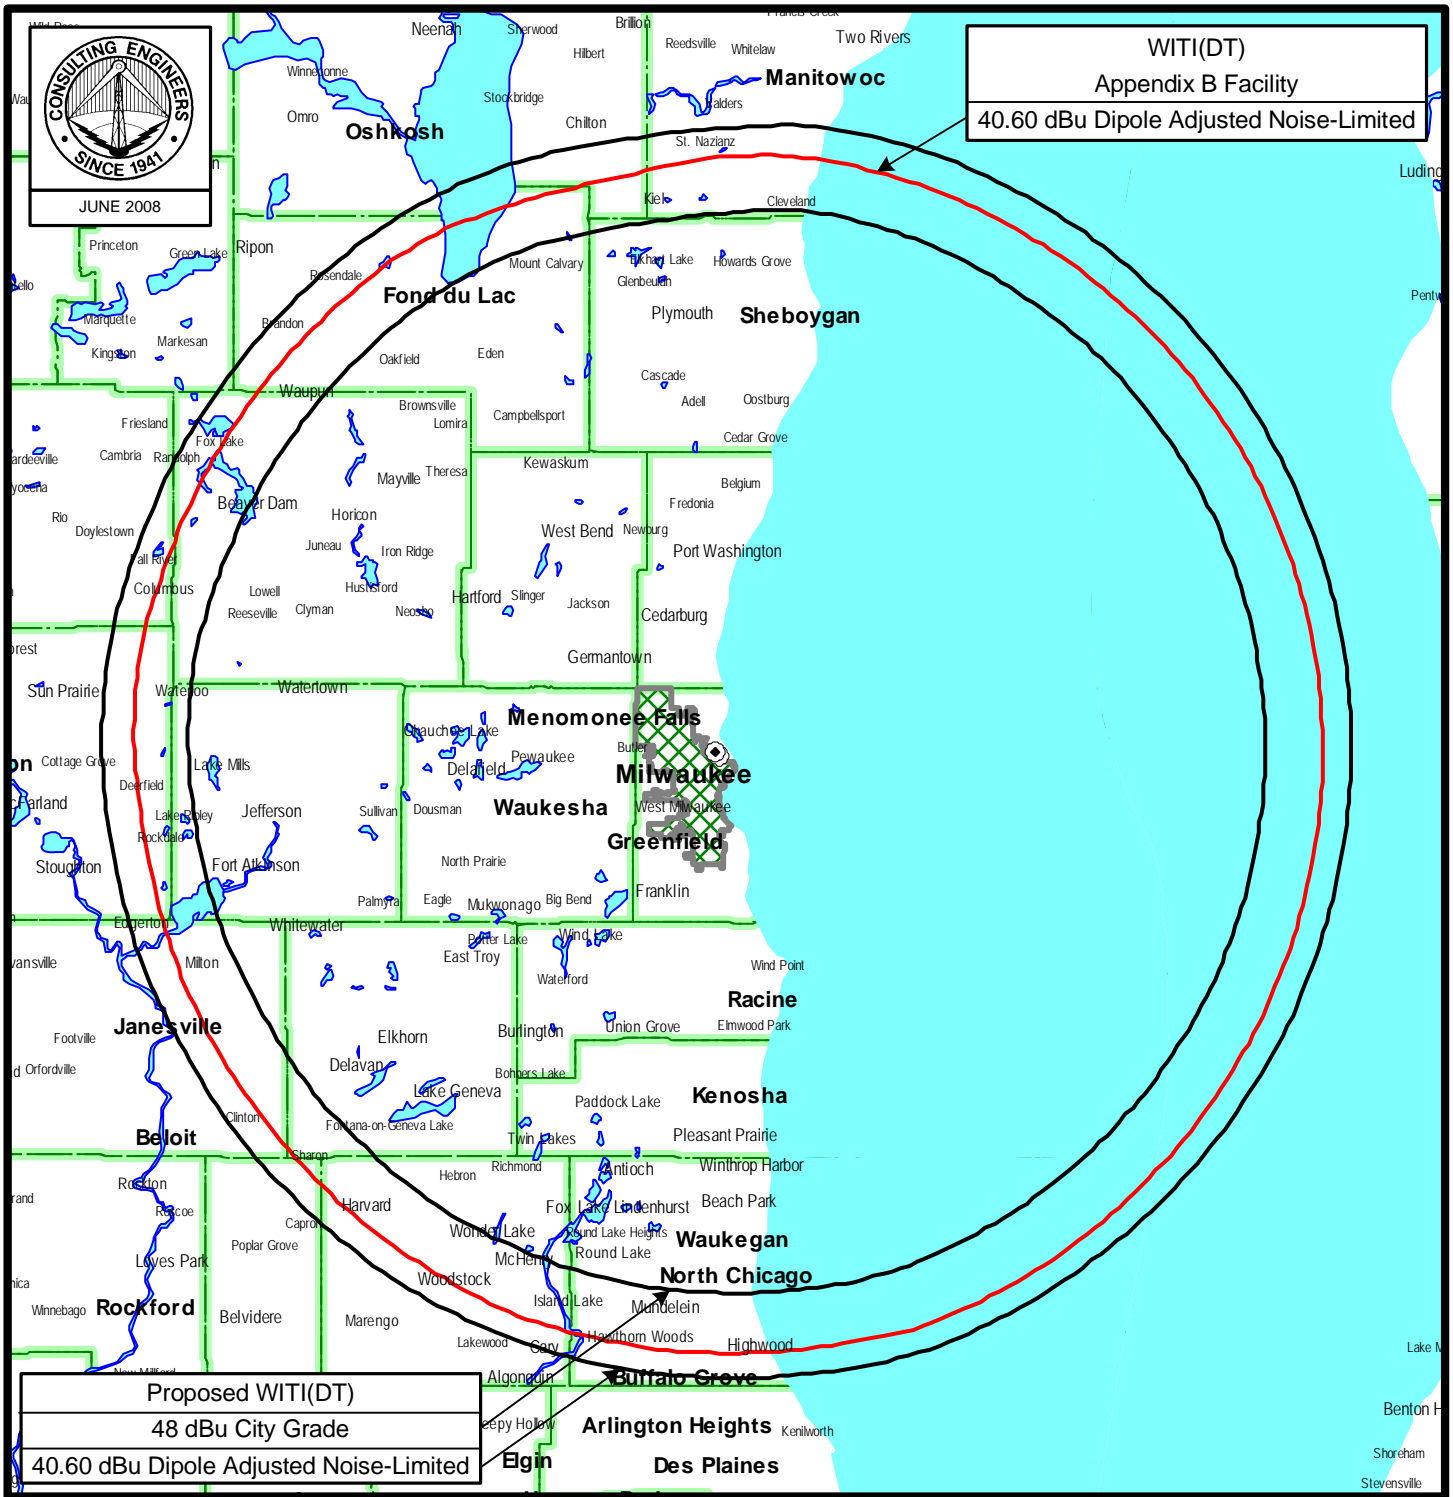 CONSULTING ENGINEERS
• SINCE 1941 •
JUNE 2008
WITI(DT)
Appendix B Facility
40.60 dBu Dipole Adjusted Noise-Limited
Neenah
Sherwood
Brillion
Hilbert
Reedsville
Whitelaw
Two Rivers
Winneconne
Manitowoc
Stockbridge
Valders
Omro
Chilton
Oshkosh
St. Nazianz
Kiel
Cleveland
Princeton
Green Lake
Ripon
Rosendale
Mount Calvary
Elkhart Lake
Howards Grove
Glenbeulah
Fond du Lac
Plymouth
Sheboygan
Marquette
Brandon
Markesan
Kingston
Oakfield
Eden
Cascade
Waupun
Adell
Oostburg
Brownsville
Lomira
Campbellsport
Friesland
Fox Lake
Cedar Grove
Cambria
Randolph
Theresa
Kewaskum
Mayville
Belgium
Beaver Dam
Fredonia
Rio
Horicon
Doylestown
West Bend
Newburg
Juneau
Iron Ridge
Port Washington
Fall River
Columbus
Lowell
Hustisford
Hartford
Slinger
Jackson
Reeseville
Clyman
Neosho
Cedarburg
Germantown
Sun Prairie
Waterloo
Watertown
Menomonee Falls
Chauchee Lake
Butler
Cottage Grove
Lake Mills
Delafield
Pewaukee
Milwaukee
Deerfield
Waukesha
West Milwaukee
Lake Ripley
Jefferson
Sullivan
Dousman
Rockdale
Greenfield
Stoughton
Fort Atkinson
North Prairie
Palmyra
Eagle
Mukwonago
Big Bend
Franklin
Edgerton
Whitewater
Potter Lake
Wind Lake
East Troy
Milton
Waterford
Wind Point
Racine
Janesville
Footville
Elkhorn
Burlington
Union Grove
Elmwood Park
Orfordville
Delavan
Bohners Lake
Lake Geneva
Paddock Lake
Kenosha
Clinton
Fontana-on-Geneva Lake
Beloit
Twin Lakes
Pleasant Prairie
Sharon
Richmond
Antioch
Winthrop Harbor
Rockton
Hebron
Roscoe
Harvard
Fox Lake
Lindenhurst
Beach Park
Capron
Wonder Lake
Round Lake Heights
Poplar Grove
Waukegan
Loves Park
McHenry
Round Lake
Woodstock
North Chicago
Winnebago
Rockford
Belvidere
Marengo
Island Lake
Mundelein
Lakewood
Cary
Hawthorn Woods
Highwood
Algonquin
Buffalo Grove
Proposed WITI(DT)
48 dBu City Grade
40.60 dBu Dipole Adjusted Noise-Limited
Arlington Heights
Kenilworth
Elgin
Des Plaines
Shoreham
Stevensville